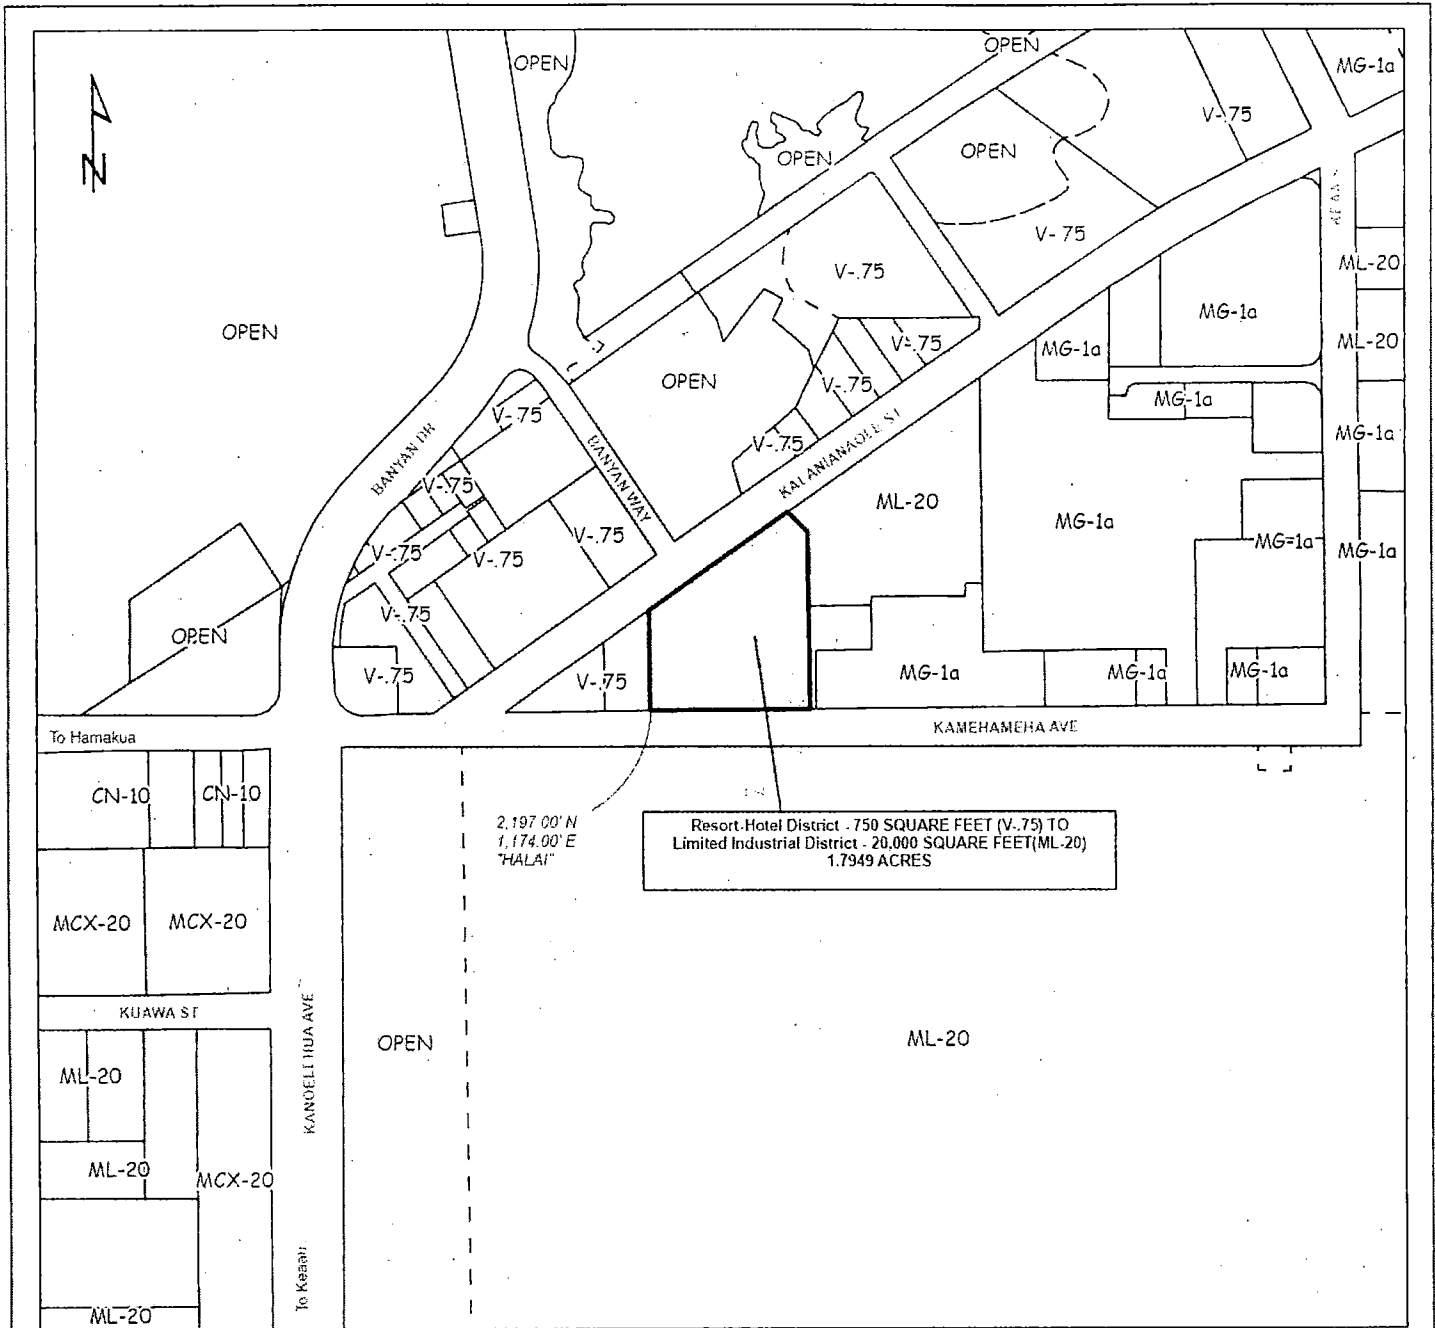 OPEN
OPEN
MG-1a
V-.75
N
OPEN
OPEN
V-.75
V-.75
ML-20
OPEN
MG-1a
ML-20
V-.75
MG-1a
OPEN
V-.75
MG-1a
V-.75
BANYAN DR
BANYAN WAY
V-.75
KALANIANAOLE ST
MG-1a
V-.75
ML-20
MG-1a
V-.75
V-.75
V-.75
MG-1a
MG-1a
V-.75
OPEN
V-.75
V-.75
MG-1a
MG-1a
MG-1a
To Hamakua
KAMEHAMEHA AVE
CN-10
CN-10
2,197.00' N
1,174.00' E
"HALAI"
Resort-Hotel District - 750 SQUARE FEET (V-.75) TO
Limited Industrial District - 20,000 SQUARE FEET(ML-20)
1.7949 ACRES
MCX-20
MCX-20
KUAWA ST
KANOELEHUA AVE
OPEN
ML-20
ML-20
ML-20
MCX-20
To Keaau
ML-20